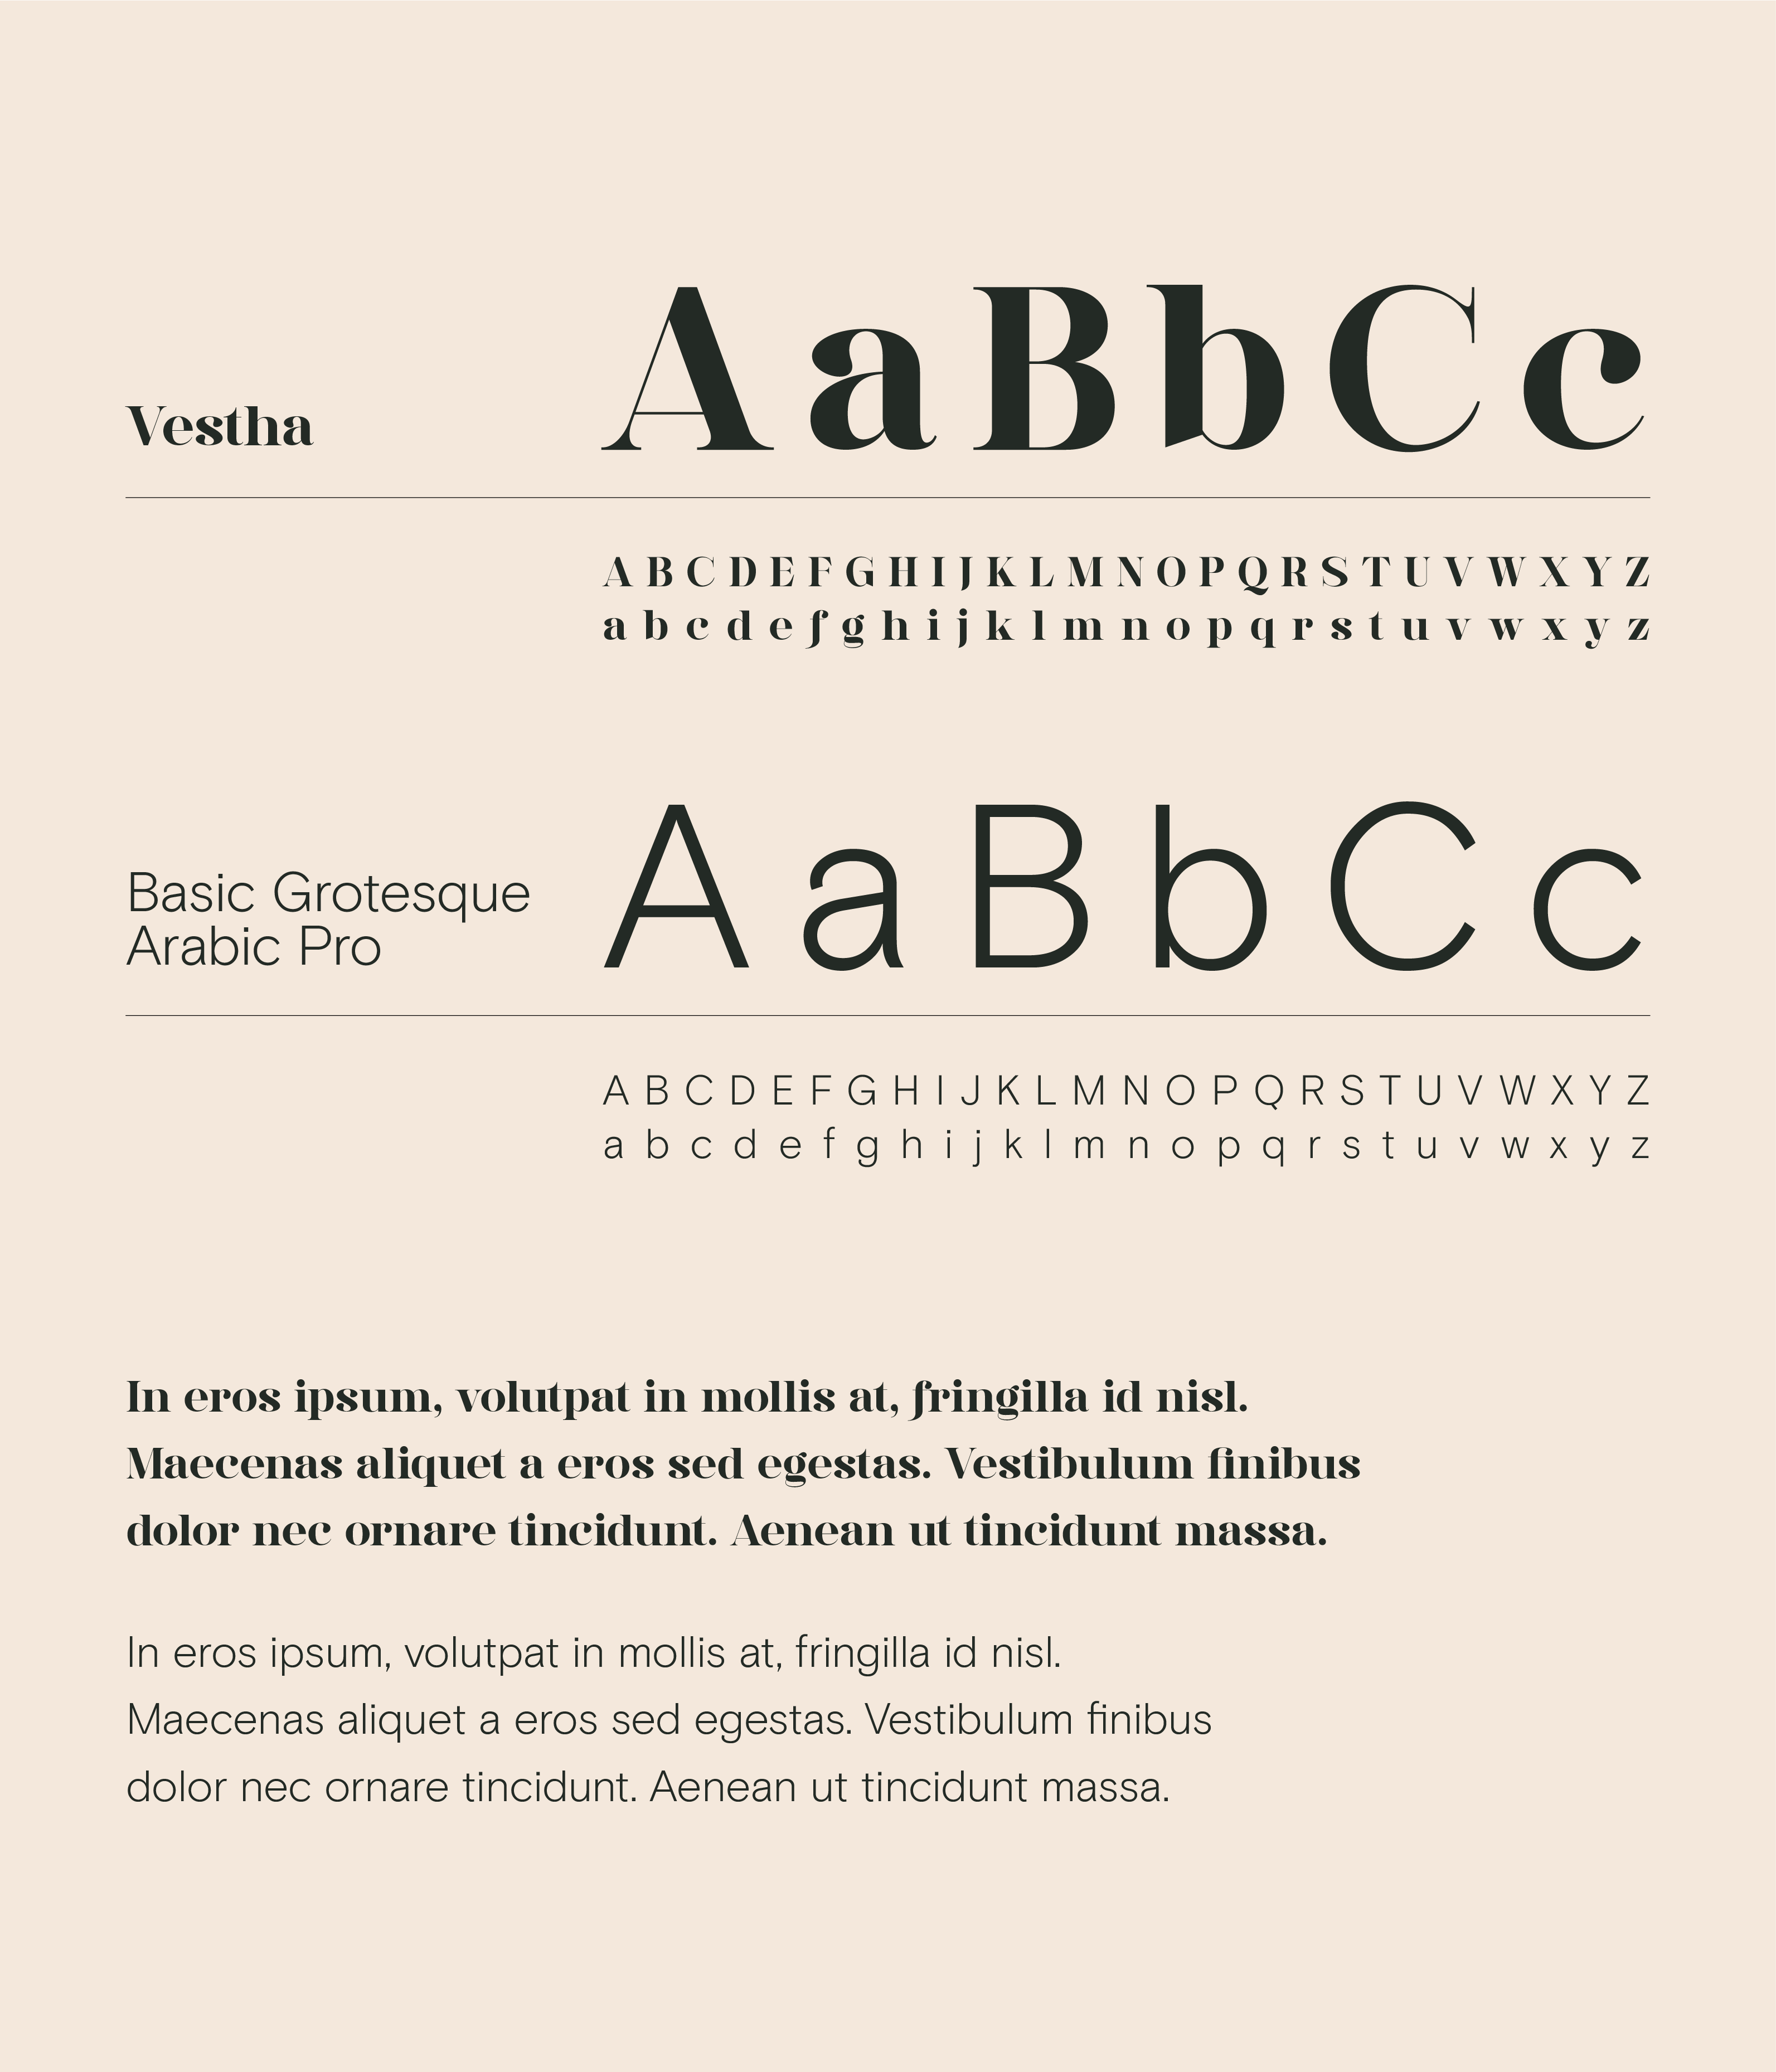 Vestha
AaBbCc
A B C D E F G H I J K L M N O P Q R S T U V W X Y Z
a b c d e f g h i j k l m n o p q r s t u v w x y z
Basic Grotesque
Arabic Pro
AaBbCc
A B C D E F G H I J K L M N O P Q R S T U V W X Y Z
a b c d e f g h i j k l m n o p q r s t u v w x y z
In eros ipsum, volutpat in mollis at, fringilla id nisl.
Maecenas aliquet a eros sed egestas. Vestibulum finibus
dolor nec ornare tincidunt. Aenean ut tincidunt massa.
In eros ipsum, volutpat in mollis at, fringilla id nisl.
Maecenas aliquet a eros sed egestas. Vestibulum finibus
dolor nec ornare tincidunt. Aenean ut tincidunt massa.